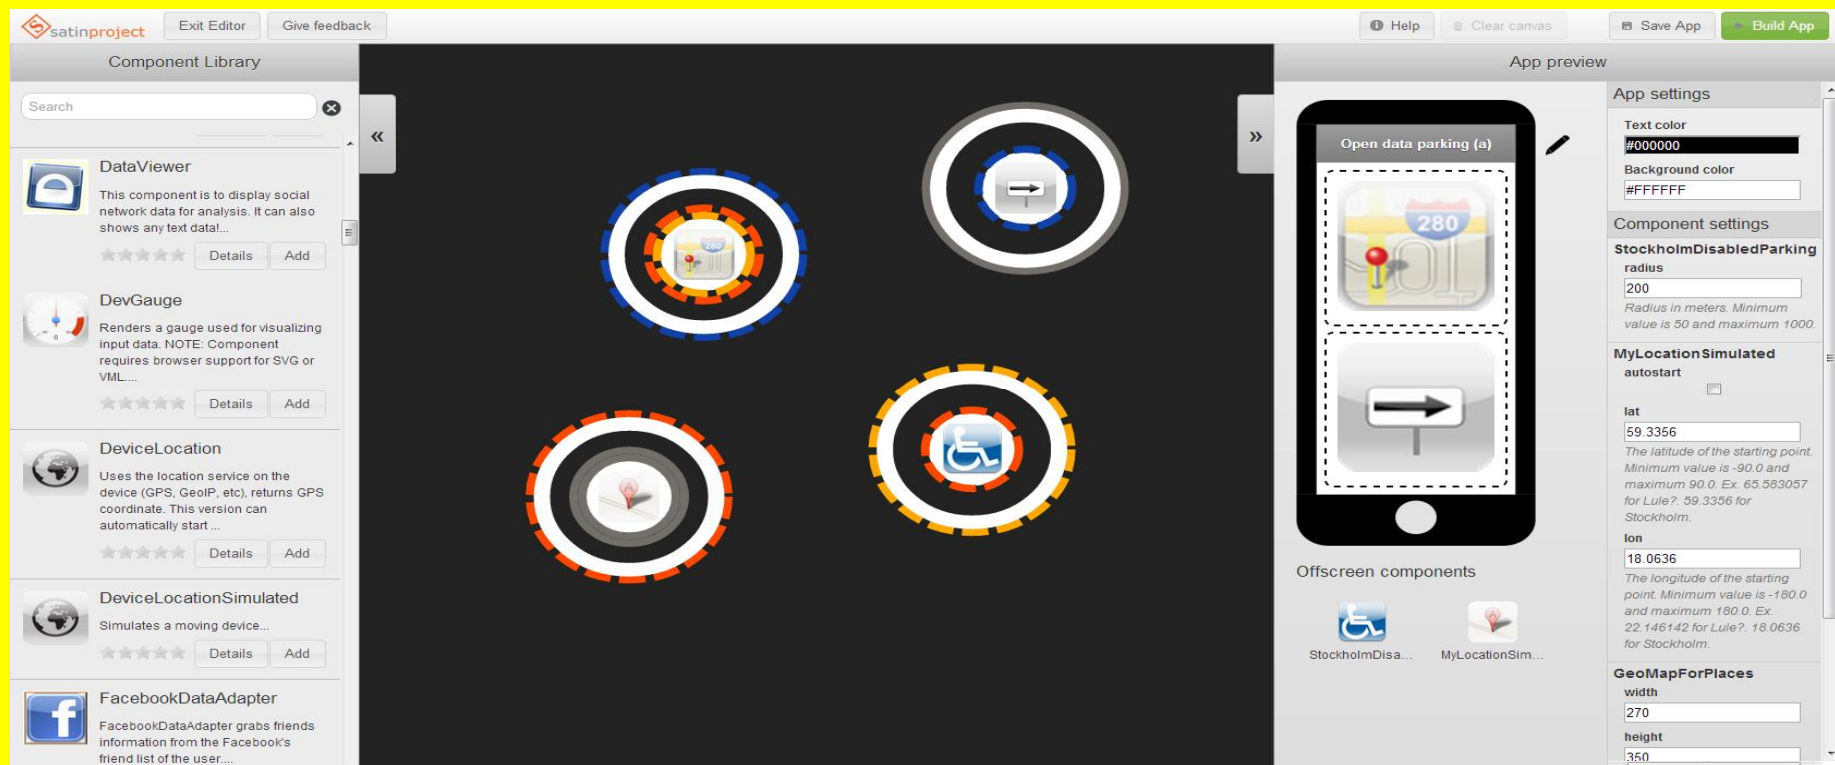 satinproject
Exit Editor
Give feedback
Help
Clear canvas
Save App
Build App
Component Library
Search
DataViewer
This component is to display social
network data for analysis. It can also
shows any text data!...
Details
Add
DevGauge
Renders a gauge used for visualizing
input data. NOTE: Component
requires browser support for SVG or
VML....
Details
Add
DeviceLocation
Uses the location service on the
device (GPS, GeoIP, etc), returns GPS
coordinate. This version can
automatically start ...
Details
Add
DeviceLocationSimulated
Simulates a moving device...
Details
Add
FacebookDataAdapter
FacebookDataAdapter grabs friends
information from the Facebook's
friend list of the user....
«
»
280
App preview
Open data parking (a)
280
Offscreen components
StockholmDisa...
MyLocationSim...
App settings
Text color
#000000
Background color
#FFFFFF
Component settings
StockholmDisabledParking
radius
200
Radius in meters. Minimum
value is 50 and maximum 1000.
MyLocationSimulated
autostart
lat
59.3356
The latitude of the starting point.
Minimum value is -90.0 and
maximum 90.0. Ex. 65.583057
for Lule?. 59.3356 for
Stockholm.
lon
18.0636
The longitude of the starting
point. Minimum value is -180.0
and maximum 180.0. Ex.
22.146142 for Lule?. 18.0636
for Stockholm.
GeoMapForPlaces
width
270
height
350